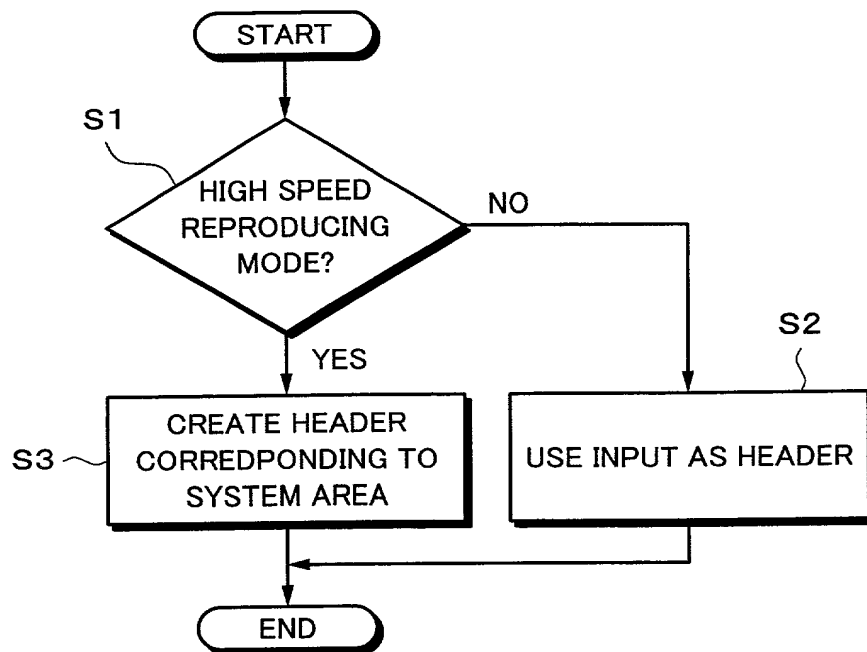 START
S1
HIGH SPEED
REPRODUCING
MODE?
NO
YES
S2
S3
CREATE HEADER
CORREDPONDING TO
SYSTEM AREA
USE INPUT AS HEADER
END